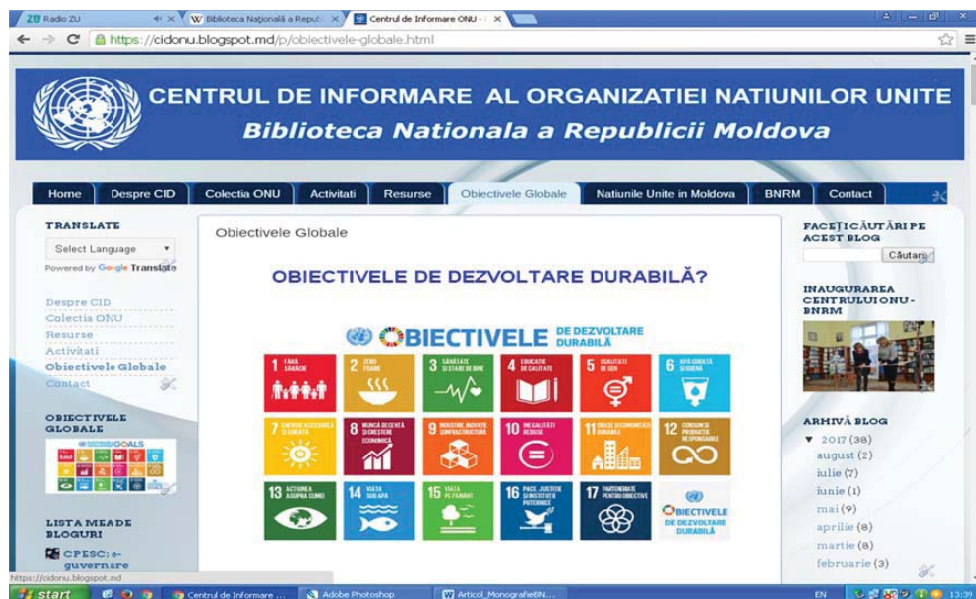 Radio ZU
Biblioteca Naţională a Repub
Centrul de Informare ONU -
https://cidonu.blogspot.md/p/obiectivele-globale.html
CENTRUL DE INFORMARE AL ORGANIZATIEI NATIUNILOR UNITE
Biblioteca Nationala a Republicii Moldova
Home Despre CID Colectia ONU Activitati Resurse Obiectivele Globale Natiunile Unite in Moldova BNRM Contact
TRANSLATE
Select Language
Powered by Google Translate
Despre CID
Colectia ONU
Resurse
Activitati
Obiectivele Globale
Contact
OBIECTIVELE
GLOBALE
GOALS
LISTA MEA DE
BLOGURI
CPESC: e-
guvernare
Obiectivele Globale
OBIECTIVELE DE DEZVOLTARE DURABILĂ?
OBIECTIVELE DE DEZVOLTARE
DURABILĂ
1 FĂRĂ
SĂRĂCIE
2 ZERO
FOAME
3 SĂNĂTATE
ȘI STARE DE BINE
4 EDUCAȚIE
DE CALITATE
5 EGALITATE
DE GEN
6 APĂ CURATĂ
ȘI IGIENĂ
7 ENERGIE ACCESIBILĂ
ȘI CURATĂ
8 MUNCĂ DECENTĂ
ȘI CREȘTERE
ECONOMICĂ
9 INDUSTRIE, INOVAȚIE
ȘI INFRASTRUCTURĂ
10 INEGALITĂȚI
REDUSE
11 ORAȘE ȘI COMUNITĂȚI
DURABILE
12 CONSUM ȘI
PRODUCȚIE
RESPONSABILE
13 ACȚIUNEA
ASUPRA CLIMEI
14 VIAȚA
SUB APĂ
15 VIAȚA
PE PĂMÂNT
16 PACE, JUSTIȚIE
ȘI INSTITUȚII
PUTERNICE
17 PARTENERIATE
PENTRU OBIECTIVE
OBIECTIVELE
DE DEZVOLTARE
DURABILĂ
FACEȚI CĂUTĂRI PE
ACEST BLOG
Căutare
INAUGURAREA
CENTRULUI ONU-
BNRM
ARHIVĂ BLOG
▼ 2017 (38)
august (2)
iulie (7)
iunie (1)
mai (9)
aprilie (8)
martie (8)
februarie (3)
https://cidonu.blogspot.md
start
Centrul de Informare ...
Adobe Photoshop
Articol_MonografieBN...
EN
13:39